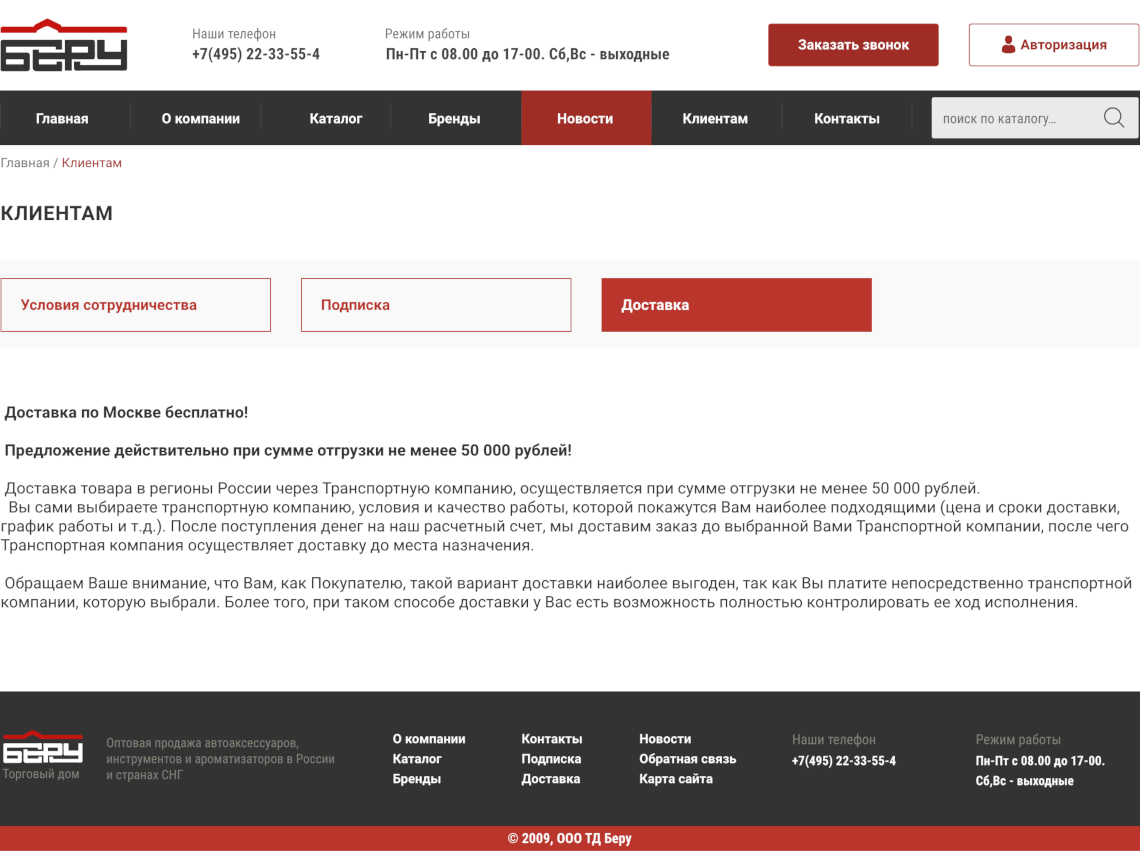 БЕРУ
Наши телефон
+7(495) 22-33-55-4
Режим работы
Пн-Пт с 08.00 до 17-00. Сб,Вс - выходные
Заказать звонок
Авторизация
Главная
О компании
Каталог
Бренды
Новости
Клиентам
Контакты
поиск по каталогу...
Главная / Клиентам
КЛИЕНТАМ
Условия сотрудничества
Подписка
Доставка
Доставка по Москве бесплатно!
Предложение действительно при сумме отгрузки не менее 50 000 рублей!
Доставка товара в регионы России через Транспортную компанию, осуществляется при сумме отгрузки не менее 50 000 рублей.
Вы сами выбираете транспортную компанию, условия и качество работы, которой покажутся Вам наиболее подходящими (цена и сроки доставки,
график работы и т.д.). После поступления денег на наш расчетный счет, мы доставим заказ до выбранной Вами Транспортной компании, после чего
Транспортная компания осуществляет доставку до места назначения.
Обращаем Ваше внимание, что Вам, как Покупателю, такой вариант доставки наиболее выгоден, так как Вы платите непосредственно транспортной
компании, которую выбрали. Более того, при таком способе доставки у Вас есть возможность полностью контролировать ее ход исполнения.
БЕРУ
Торговый дом
Оптовая продажа автоаксессуаров,
инструментов и ароматизаторов в России
и странах СНГ
О компании
Каталог
Бренды
Контакты
Подписка
Доставка
Новости
Обратная связь
Карта сайта
Наши телефон
+7(495) 22-33-55-4
Режим работы
Пн-Пт с 08.00 до 17-00.
Сб,Вс - выходные
© 2009, ООО ТД Беру